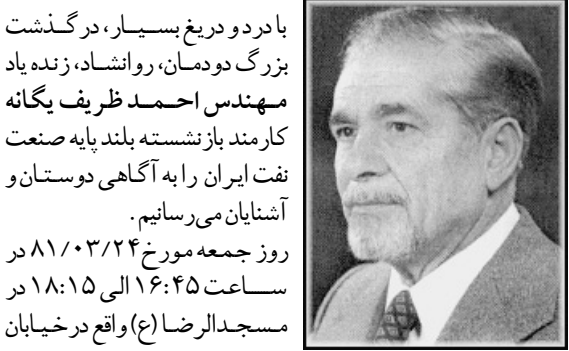 با درد و دریغ بسیار، درگذشت
بزرگ دودمان، روانشاد، زنده یاد
مهندس احمد ظریف یگانه
کارمند بازنشسته بلند پایه صنعت
نفت ایران را به آگاهی دوستان و
آشنایان می‌رسانیم.
روز جمعه مورخ ۸۱/۰۳/۲۴ در
ساعت ۱۶:۴۵ الی ۱۸:۱۵ در
مسجدالرضا (ع) واقع در خیابان